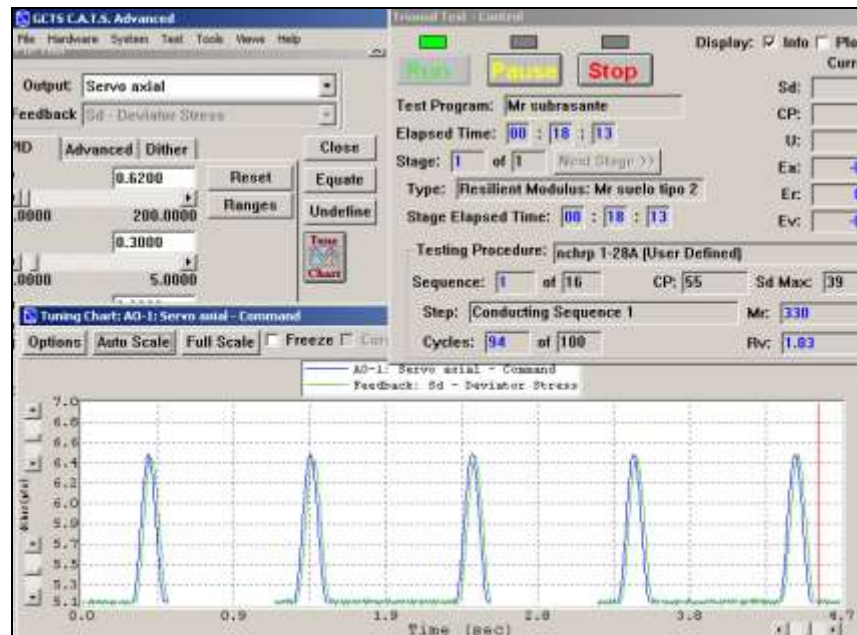 GCTS C.A.T.S. Advanced
File Hardware System Test Tools Views Help
Output: Servo axial
Feedback Sd - Deviator Stress
PID Advanced Dither
Close
0.6200 Reset
Equate
.0000 200.0000 Ranges
Undefine
0.3000
Tune
Chart
.0000 5.0000
Triaxial Test - Control
Display: Info
Run Pause Stop
Curr
Test Program: Mr subrasante
Sd:
Elapsed Time: 00 : 18 : 13
CP:
Stage: 1 of 1 Next Stage >>
U:
Type: Resilient Modulus: Mr suelo tipo 2
Ea:
Er:
Stage Elapsed Time: 00 : 18 : 13
Ev:
Testing Procedure: nchrp 1-28A (User Defined)
Sequence: 1 of 16 CP: 55 Sd Max: 39
Step: Conducting Sequence 1 Mr: 330
Cycles: 94 of 100 Rv: 1.83
Tuning Chart: AO-1: Servo axial - Command
Options Auto Scale Full Scale Freeze
AO-1: Servo axial - Command
Feedback: Sd - Deviator Stress
7.0
6.8
6.6
6.4
6.2
6.0
5.9
5.7
5.5
5.3
5.1
0.0 0.9 1.9 2.8 3.8 4.7
Time (sec)